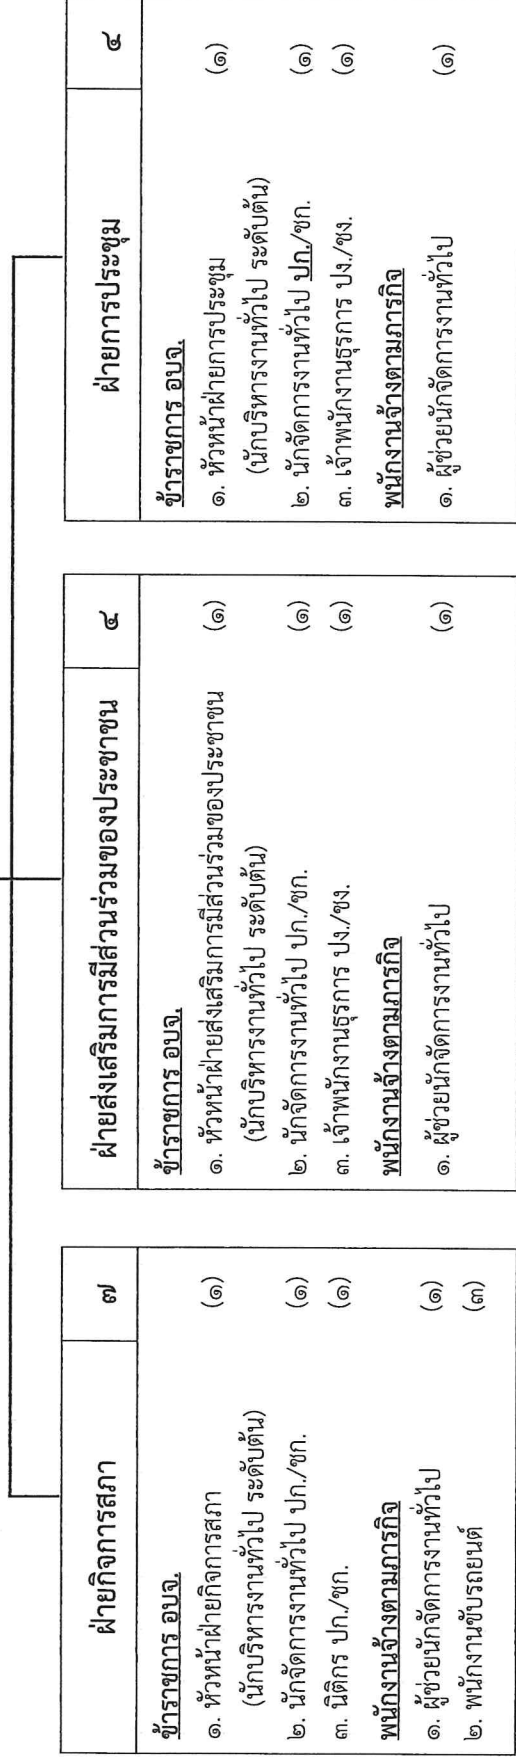 ฝ่ายกิจการสภา ๗
ข้าราชการ อบจ.
๑. หัวหน้าฝ่ายกิจการสภา (๑)
(นักบริหารงานทั่วไป ระดับต้น)
๒. นักจัดการงานทั่วไป ปก./ชก. (๑)
๓. นิติกร ปก./ชก. (๑)
พนักงานจ้างตามภารกิจ
๑. ผู้ช่วยนักจัดการงานทั่วไป (๑)
๒. พนักงานขับรถยนต์ (๓)
ฝ่ายส่งเสริมการมีส่วนร่วมของประชาชน ๔
ข้าราชการ อบจ.
๑. หัวหน้าฝ่ายส่งเสริมการมีส่วนร่วมของประชาชน (๑)
(นักบริหารงานทั่วไป ระดับต้น)
๒. นักจัดการงานทั่วไป ปก./ชก. (๑)
๓. เจ้าพนักงานธุรการ ปง./ชง. (๑)
พนักงานจ้างตามภารกิจ
๑. ผู้ช่วยนักจัดการงานทั่วไป (๑)
ฝ่ายการประชุม ๔
ข้าราชการ อบจ.
๑. หัวหน้าฝ่ายการประชุม (๑)
(นักบริหารงานทั่วไป ระดับต้น)
๒. นักจัดการงานทั่วไป ปก./ชก. (๑)
๓. เจ้าพนักงานธุรการ ปง./ชง. (๑)
พนักงานจ้างตามภารกิจ
๑. ผู้ช่วยนักจัดการงานทั่วไป (๑)